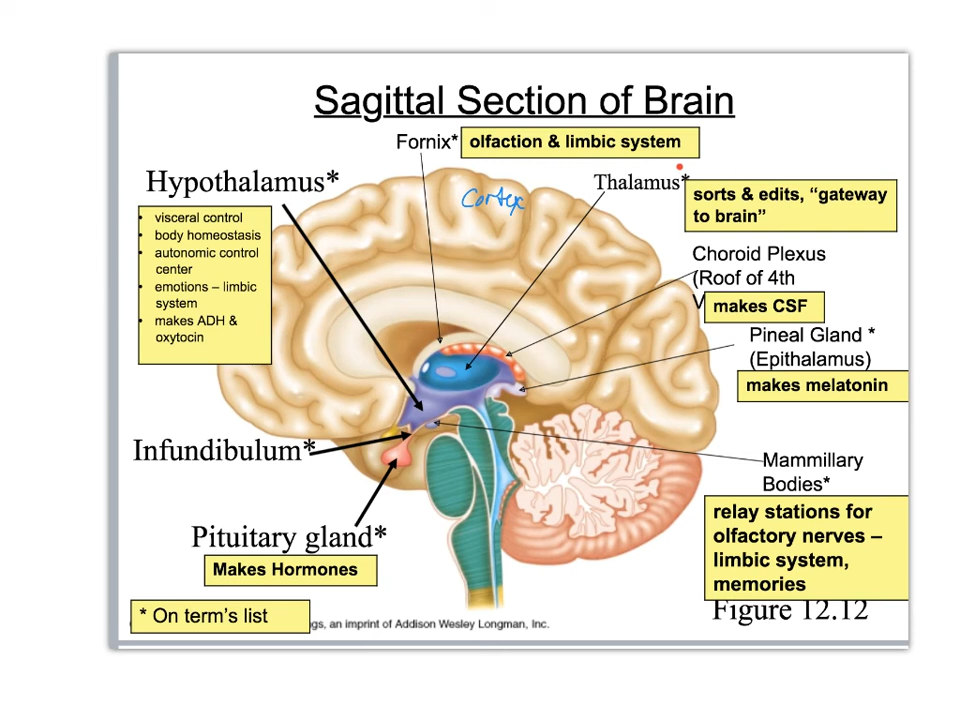 Sagittal Section of Brain
Fornix*
olfaction & limbic system
Hypothalamus*
• visceral control
• body homeostasis
• autonomic control
center
• emotions – limbic
system
• makes ADH &
oxytocin
Cortex
Thalamus*
sorts & edits, “gateway
to brain”
Choroid Plexus
(Roof of 4th
V
makes CSF
Pineal Gland *
(Epithalamus)
makes melatonin
Infundibulum*
Mammillary
Bodies*
relay stations for
olfactory nerves –
limbic system,
memories
Pituitary gland*
Makes Hormones
Figure 12.12
* On term’s list
gs, an imprint of Addison Wesley Longman, Inc.